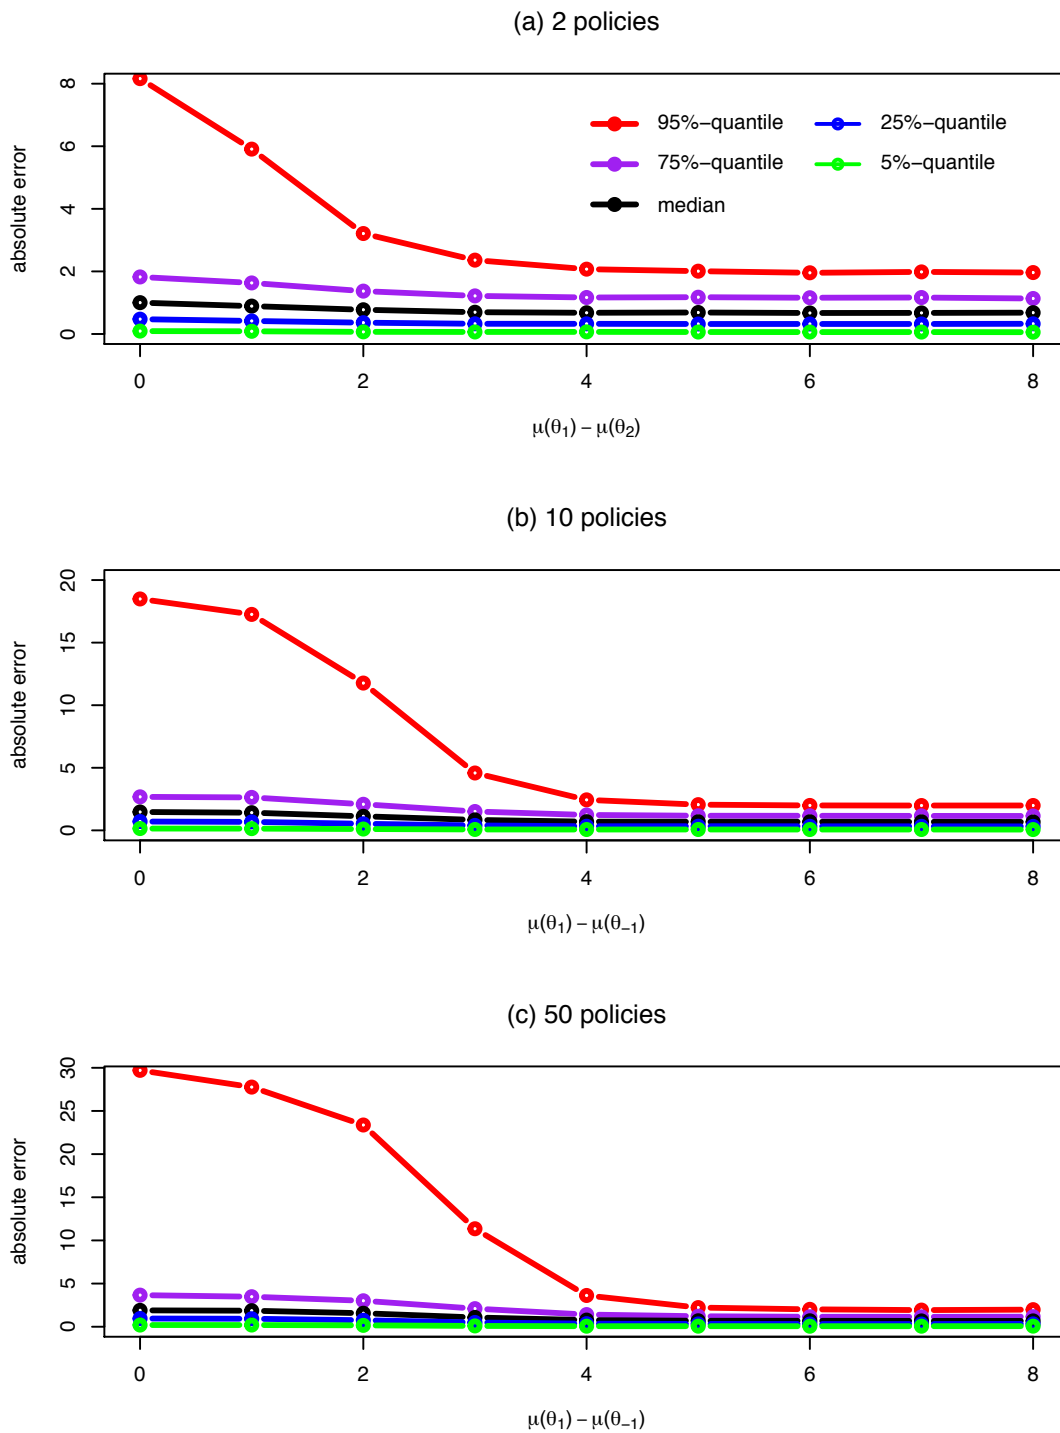 (a) 2 policies
absolute error
0
2
4
6
8
95%−quantile
75%−quantile
median
25%−quantile
5%−quantile
0 2 4 6 8
μ(θ1) − μ(θ2)
(b) 10 policies
absolute error
0
5
10
15
20
0 2 4 6 8
μ(θ1) − μ(θ−1)
(c) 50 policies
absolute error
0
5
10
15
20
25
30
0 2 4 6 8
μ(θ1) − μ(θ−1)